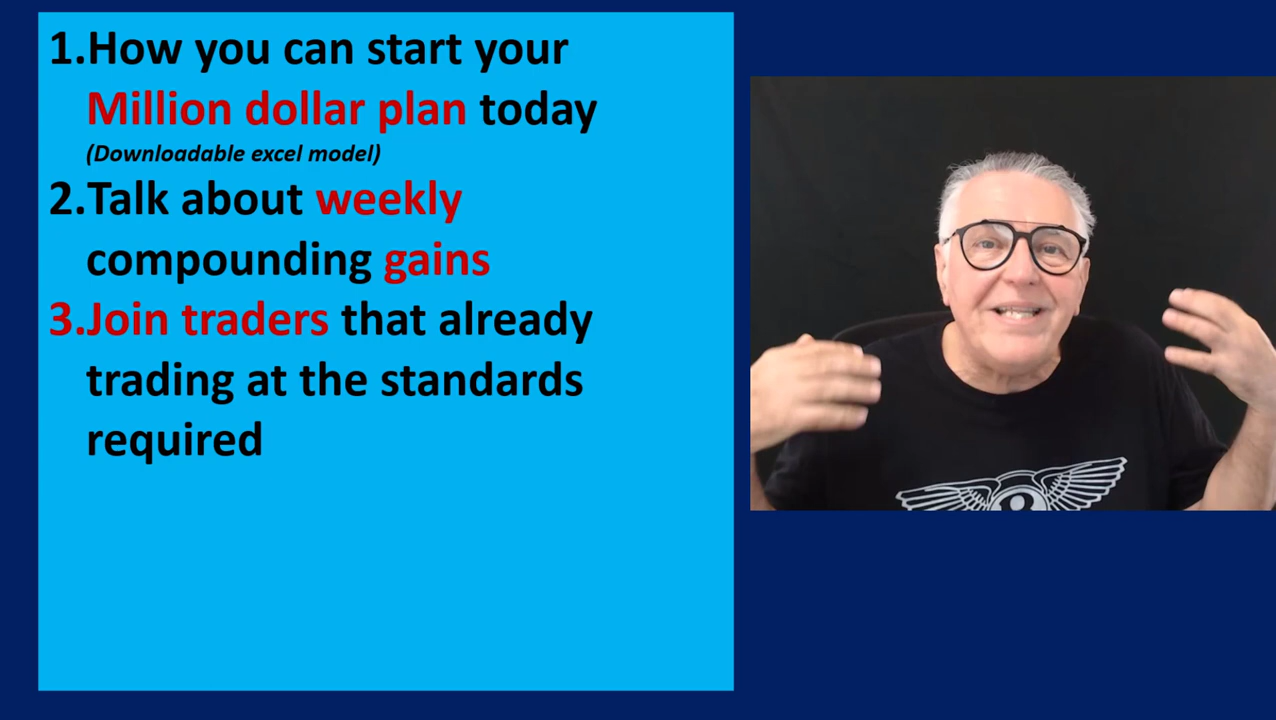 1.How you can start your
Million dollar plan today
(Downloadable excel model)
2.Talk about weekly
compounding gains
3.Join traders that already
trading at the standards
required